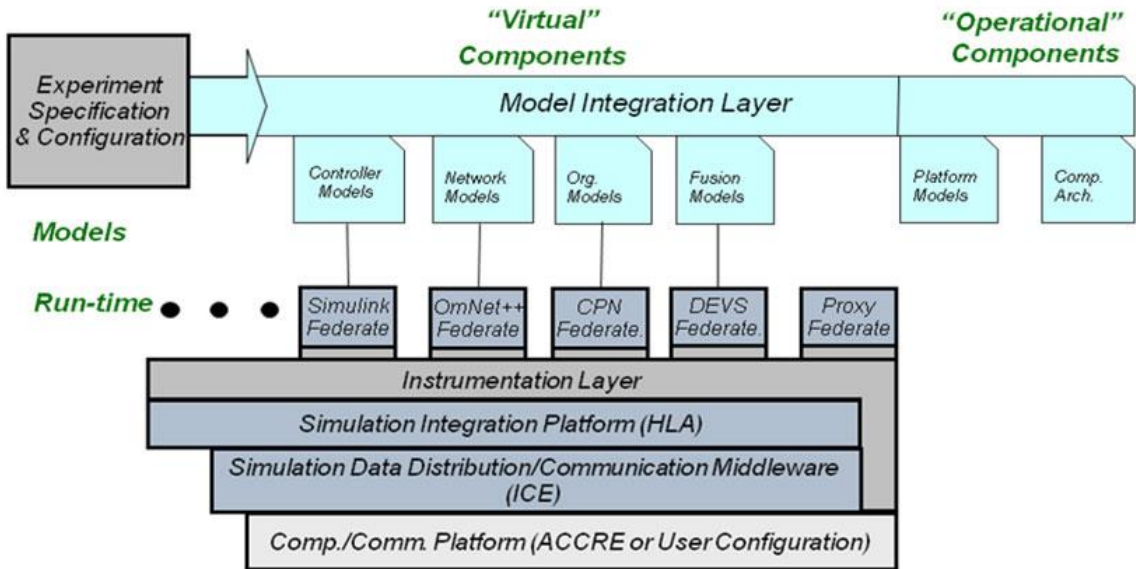 “Virtual”
Components
“Operational”
Components
Experiment
Specification
& Configuration
Model Integration Layer
Controller
Models
Network
Models
Org.
Models
Fusion
Models
Platform
Models
Comp.
Arch.
Models
Run-time
Simulink
Federate
OmNet++
Federate
CPN
Federate.
DEVS
Federate.
Proxy
Federate
Instrumentation Layer
Simulation Integration Platform (HLA)
Simulation Data Distribution/Communication Middleware
(ICE)
Comp./Comm. Platform (ACCRE or User Configuration)